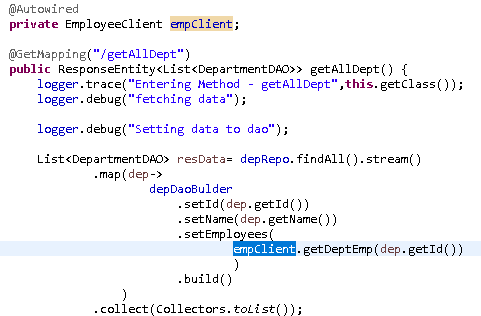 @Autowired
private EmployeeClient empClient;
@GetMapping("/getAllDept")
public ResponseEntity<List<DepartmentDAO>> getAllDept() {
logger.trace("Entering Method - getAllDept",this.getClass());
logger.debug("fetching data");
logger.debug("Setting data to dao");
List<DepartmentDAO> resData= depRepo.findAll().stream()
.map(dep->
depDaoBulder
.setId(dep.getId())
.setName(dep.getName())
.setEmployees(
empClient.getDeptEmp(dep.getId())
)
.build()
)
.collect(Collectors.toList());